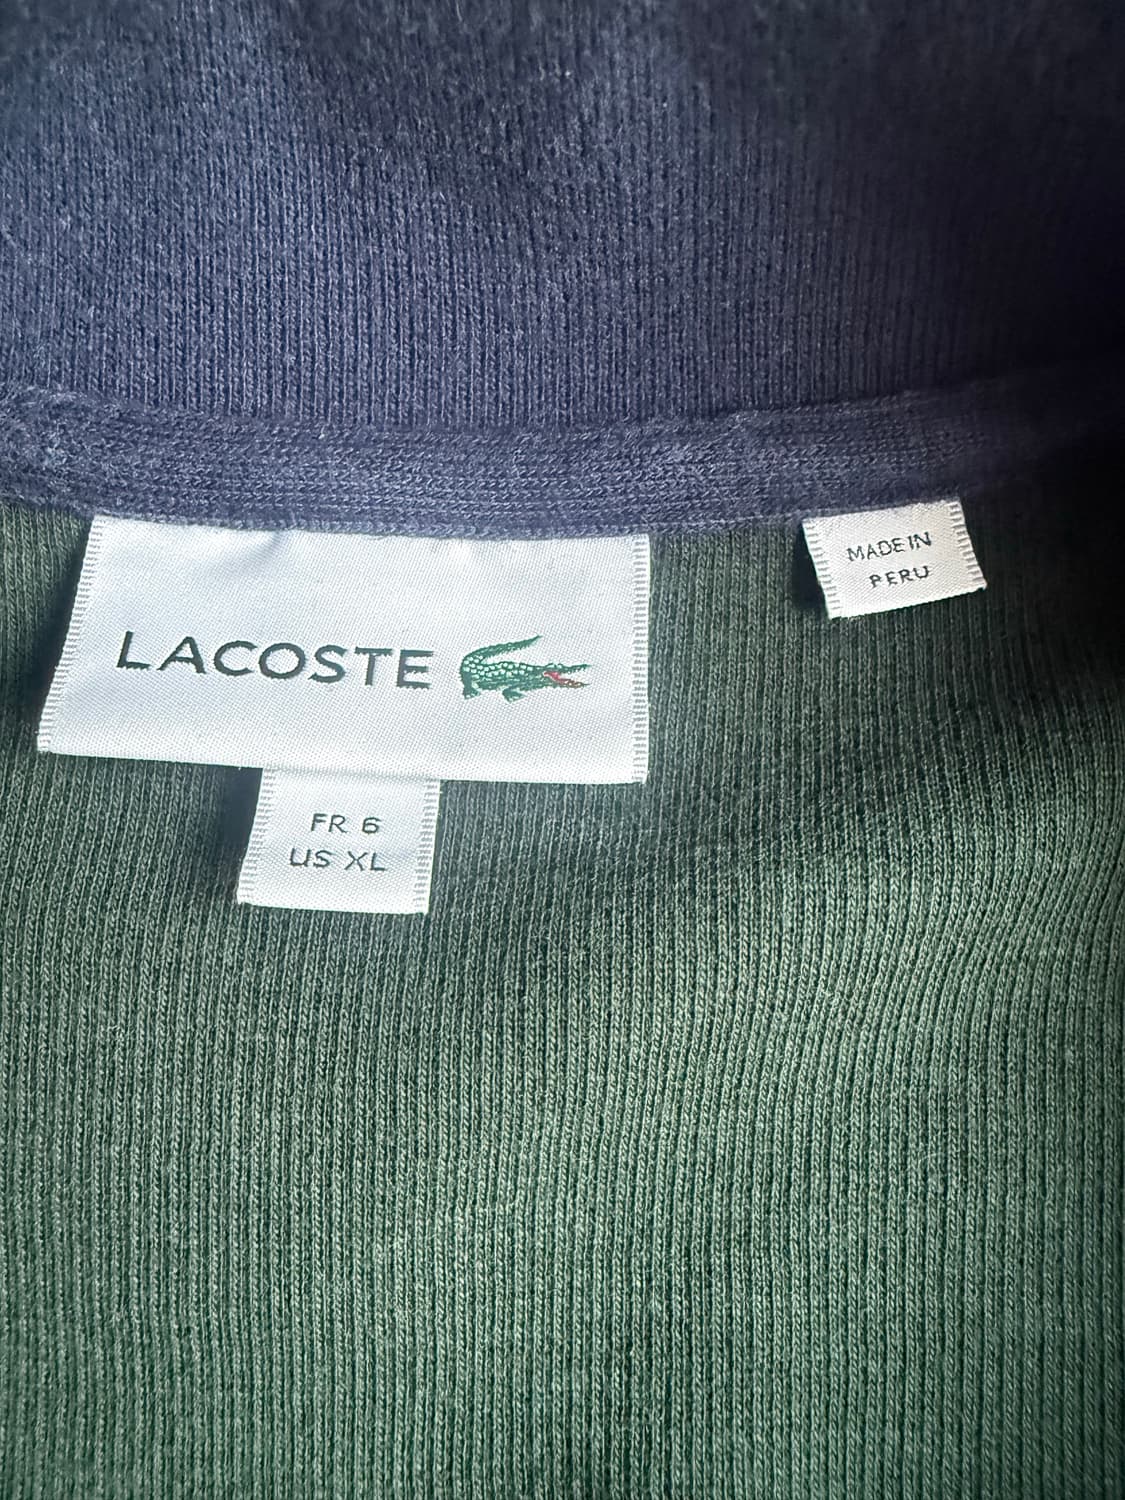 LACOSTE
MADE IN
PERU
FR 6
US XL